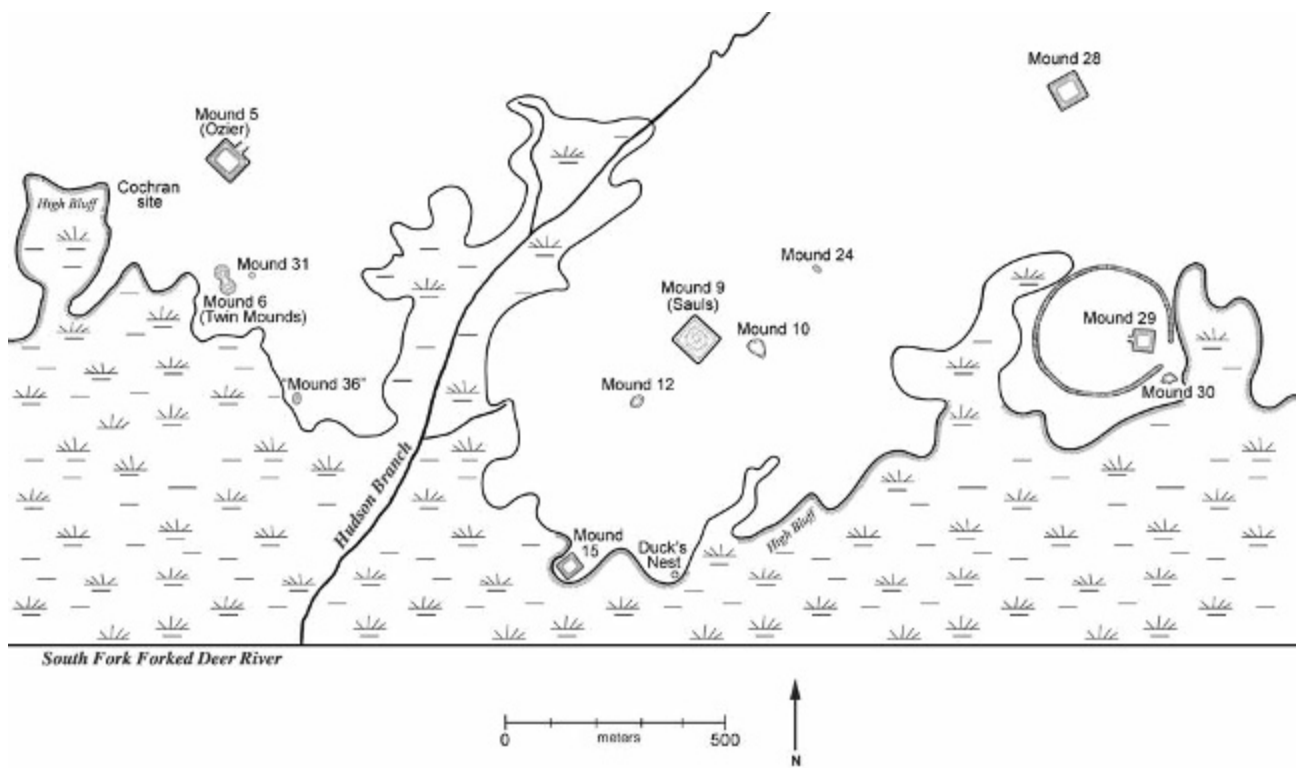 Mound 28
Mound 5
(Ozier)
Cochran
site
High Bluff
Mound 31
Mound 6
(Twin Mounds)
Mound 24
Mound 9
(Sauls)
Mound 10
Mound 29
"Mound 36"
Mound 12
Mound 30
Hudson Branch
High Bluff
Mound
15
Duck's
Nest
South Fork Forked Deer River
0
meters
500
N